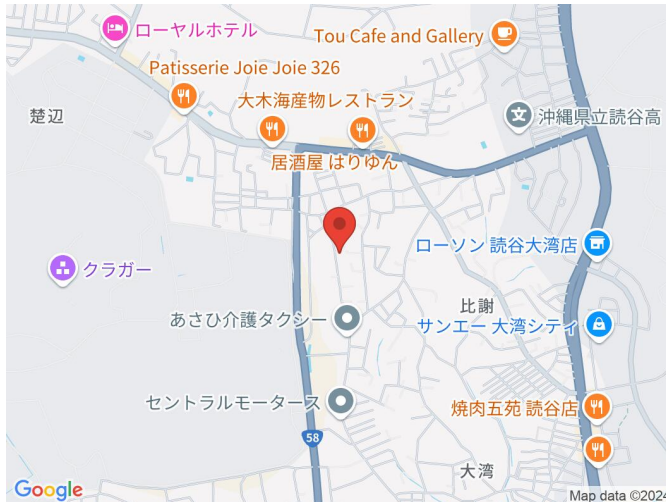 ローヤルホテル
Tou Cafe and Gallery
Patisserie Joie Joie 326
大木海産物レストラン
楚辺
沖縄県立読谷高
居酒屋 はりゆん
ローソン 読谷大湾店
クラガー
比謝
あさひ介護タクシー
サンエー 大湾シティ
セントラルモータース
焼肉五苑 読谷店
58
大湾
Google
Map data ©202